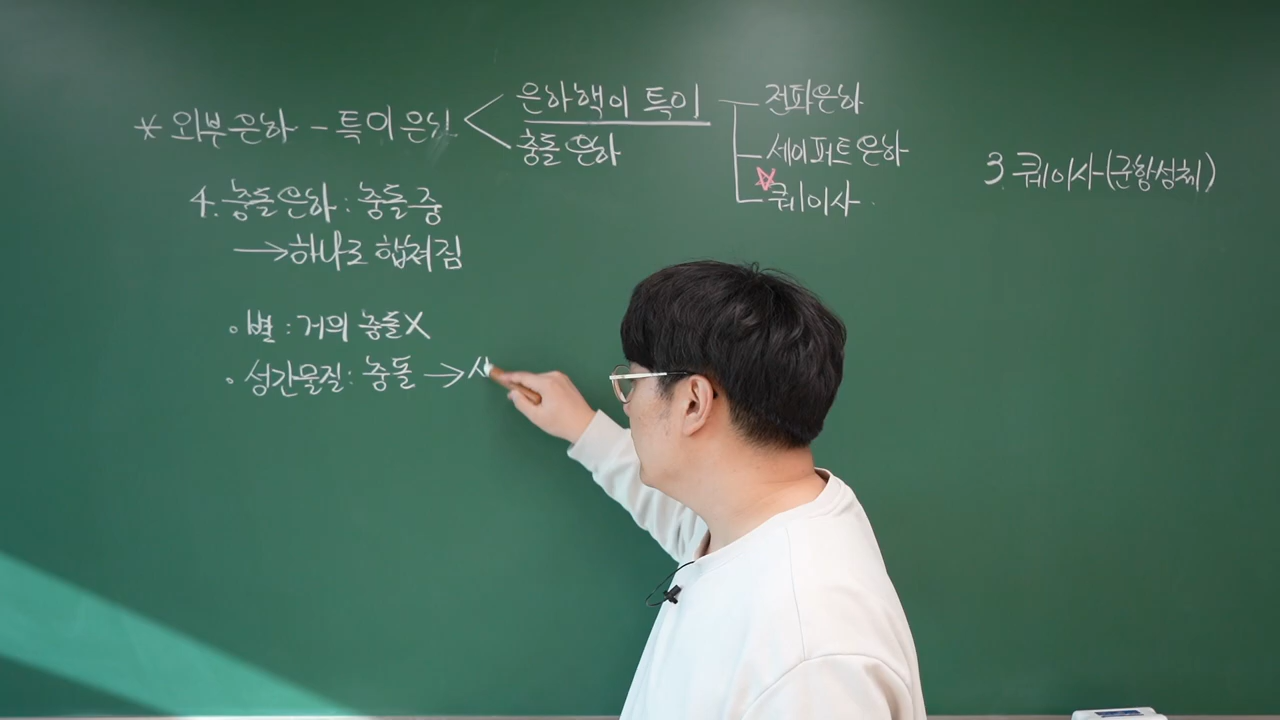 * 외부은하 - 특이은하 < 은하핵이 특이 전파은하
충돌은하 세이퍼트은하
☆ 퀘이사
3. 퀘이사(준항성체)
4. 충돌은하 : 충돌 중
→ 하나로 합쳐짐
• 별 : 거의 충돌X
• 성간물질 : 충돌 → 사